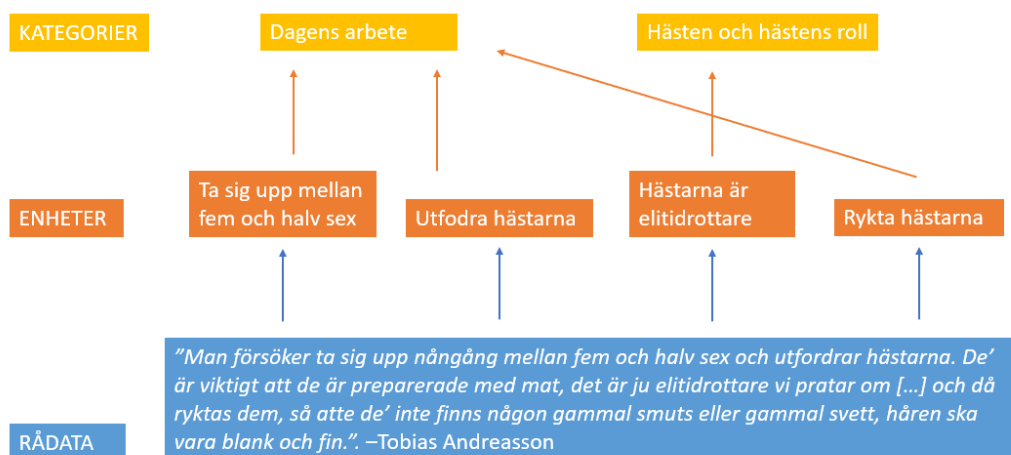 KATEGORIER
Dagens arbete
Hästen och hästens roll
ENHETER
Ta sig upp mellan
fem och halv sex
Utfodra hästarna
Hästarna är
elitidrottare
Rykta hästarna
RÅDATA
”Man försöker ta sig upp nångång mellan fem och halv sex och utfordrar hästarna. De’
är viktigt att de är preparerade med mat, det är ju elitidrottare vi pratar om […] och då
ryktas dem, så atte de’ inte finns någon gammal smuts eller gammal svett, håren ska
vara blank och fin.”. –Tobias Andreasson